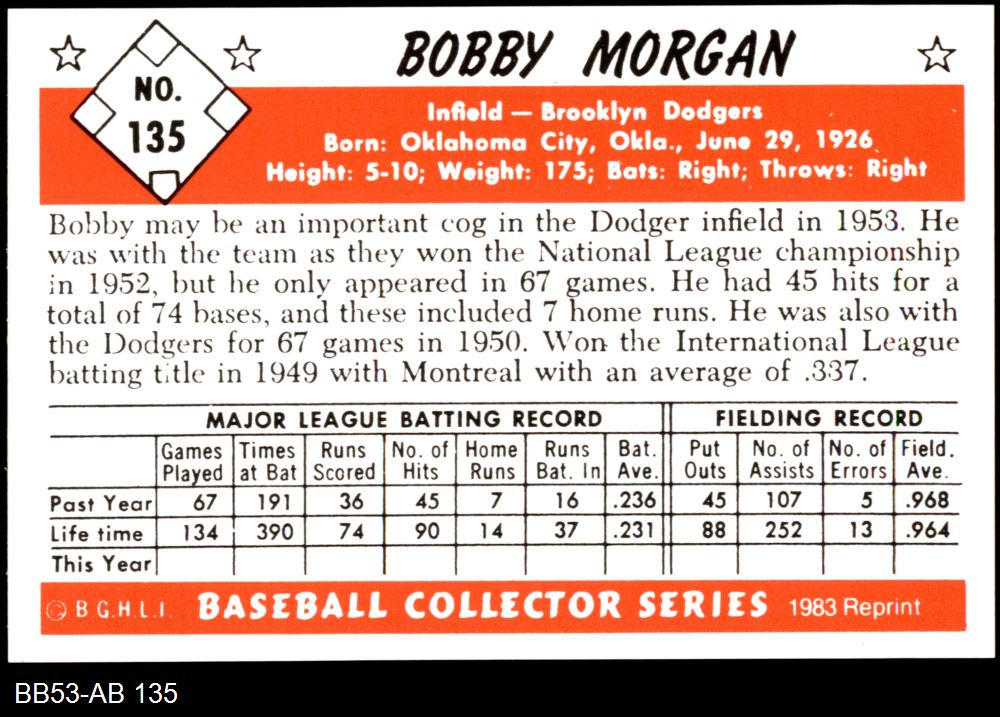 BOBBY MORGAN
NO.
135
Infield — Brooklyn Dodgers
Born: Oklahoma City, Okla., June 29, 1926
Height: 5-10; Weight: 175; Bats: Right; Throws: Right
Bobby may be an important cog in the Dodger infield in 1953. He
was with the team as they won the National League championship
in 1952, but he only appeared in 67 games. He had 45 hits for a
total of 74 bases, and these included 7 home runs. He was also with
the Dodgers for 67 games in 1950. Won the International League
batting title in 1949 with Montreal with an average of .337.
MAJOR LEAGUE BATTING RECORD FIELDING RECORD
Games Times Runs No. of Home Runs Bat. Put No. of No. of Field.
Played at Bat Scored Hits Runs Bat. In Ave. Outs Assists Errors Ave.
Past Year 67 191 36 45 7 16 .236 45 107 5 .968
Life time 134 390 74 90 14 37 .231 88 252 13 .964
This Year
© B.G.H.L.I. BASEBALL COLLECTOR SERIES 1983 Reprint
BB53-AB 135